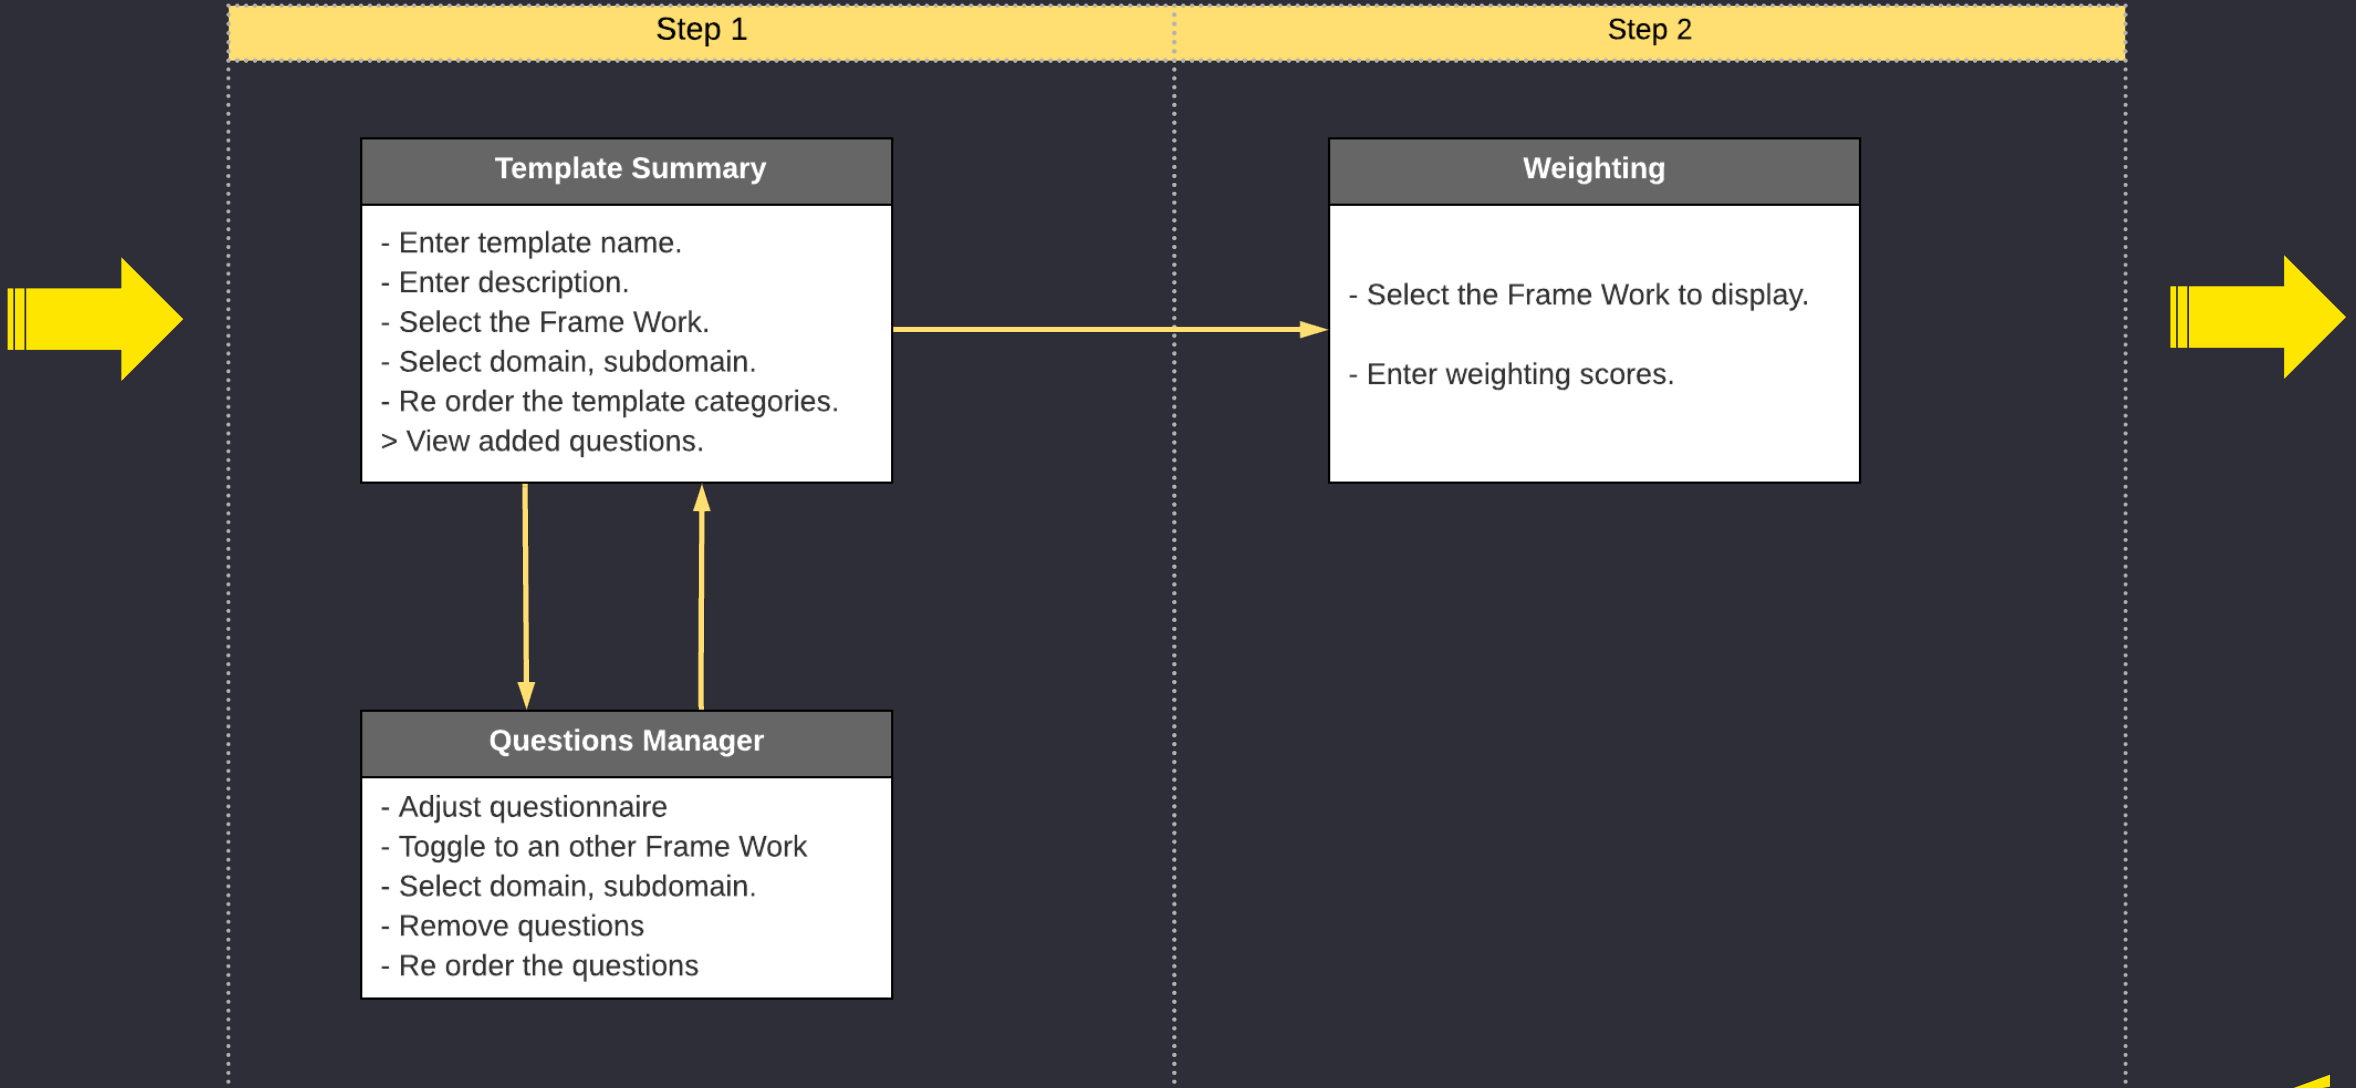 Step 1
Step 2
Template Summary
- Enter template name.
- Enter description.
- Select the Frame Work.
- Select domain, subdomain.
- Re order the template categories.
> View added questions.
Weighting
- Select the Frame Work to display.
- Enter weighting scores.
Questions Manager
- Adjust questionnaire
- Toggle to an other Frame Work
- Select domain, subdomain.
- Remove questions
- Re order the questions